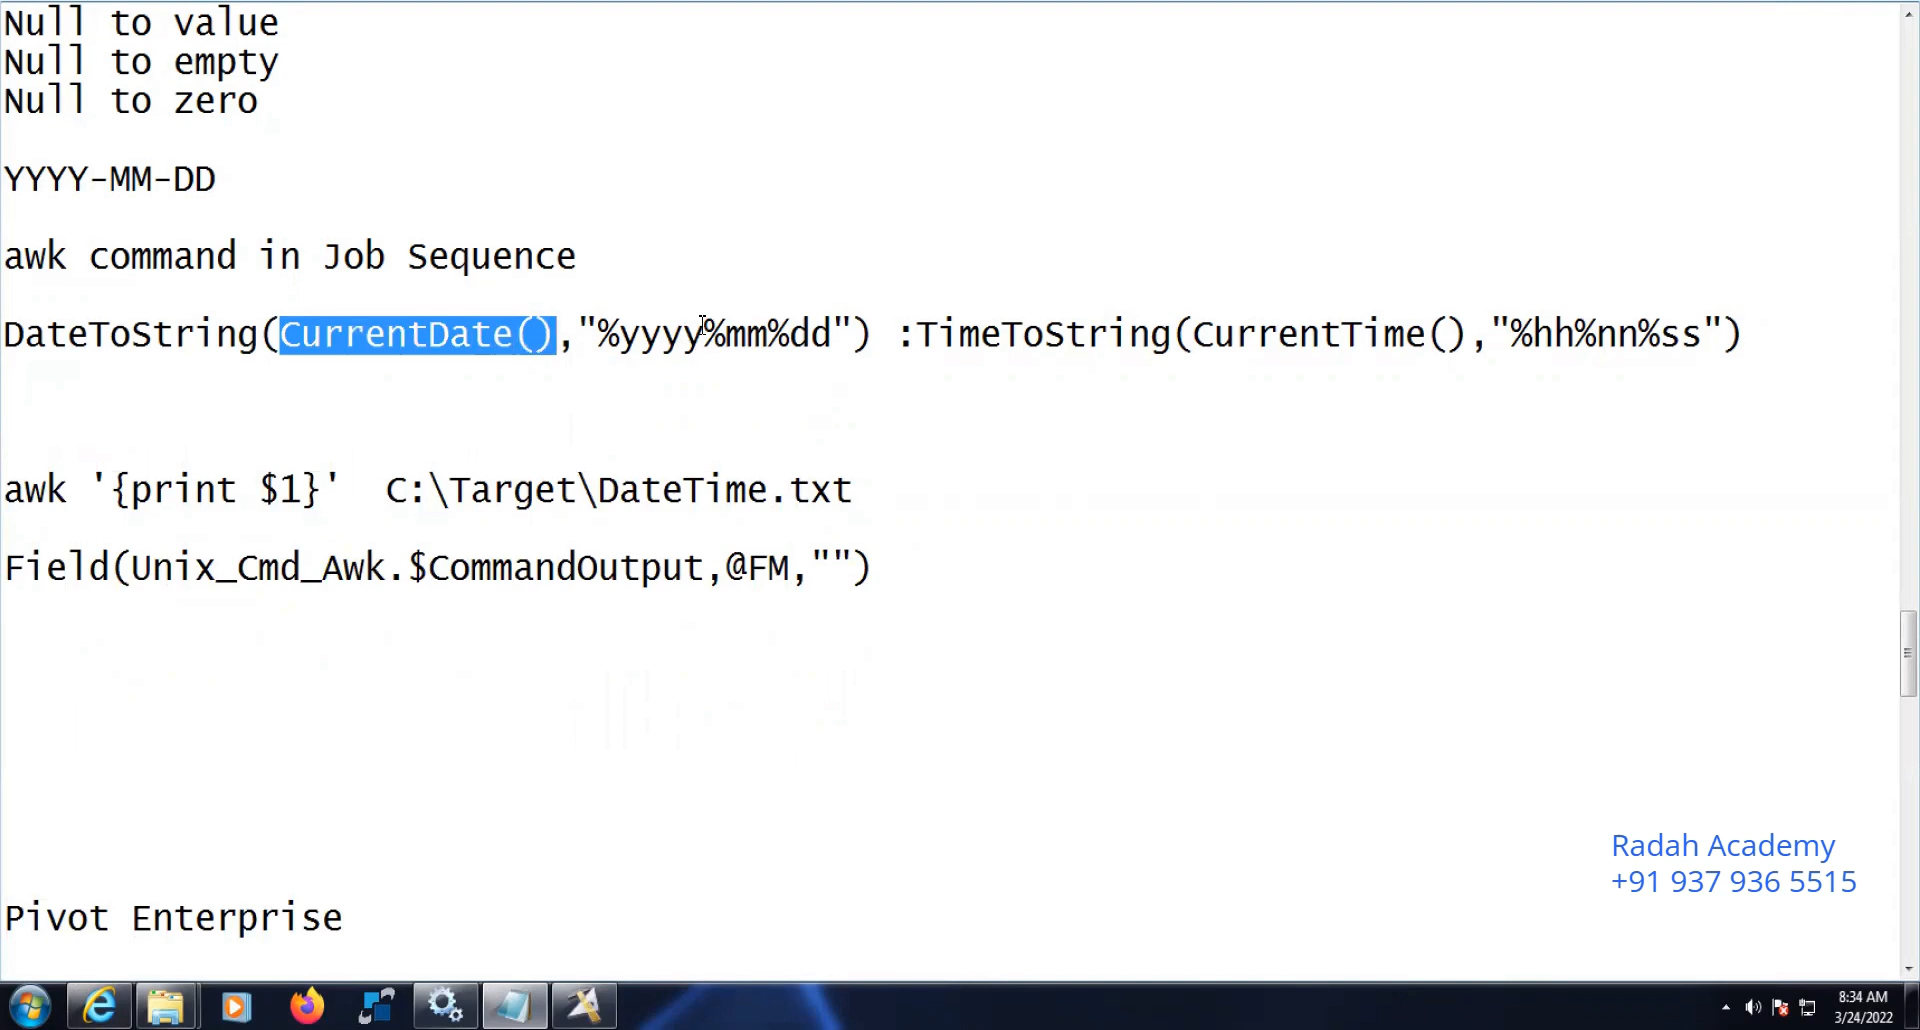 Null to value
Null to empty
Null to zero
YYYY-MM-DD
awk command in Job Sequence
DateToString(CurrentDate(),"%yyyy%mm%dd") :TimeToString(CurrentTime(),"%hh%nn%ss")
awk '{print $1}'  C:\Target\DateTime.txt
Field(Unix_Cmd_Awk.$CommandOutput,@FM,"")
Radah Academy
+91 937 936 5515
Pivot Enterprise
8:34 AM
3/24/2022